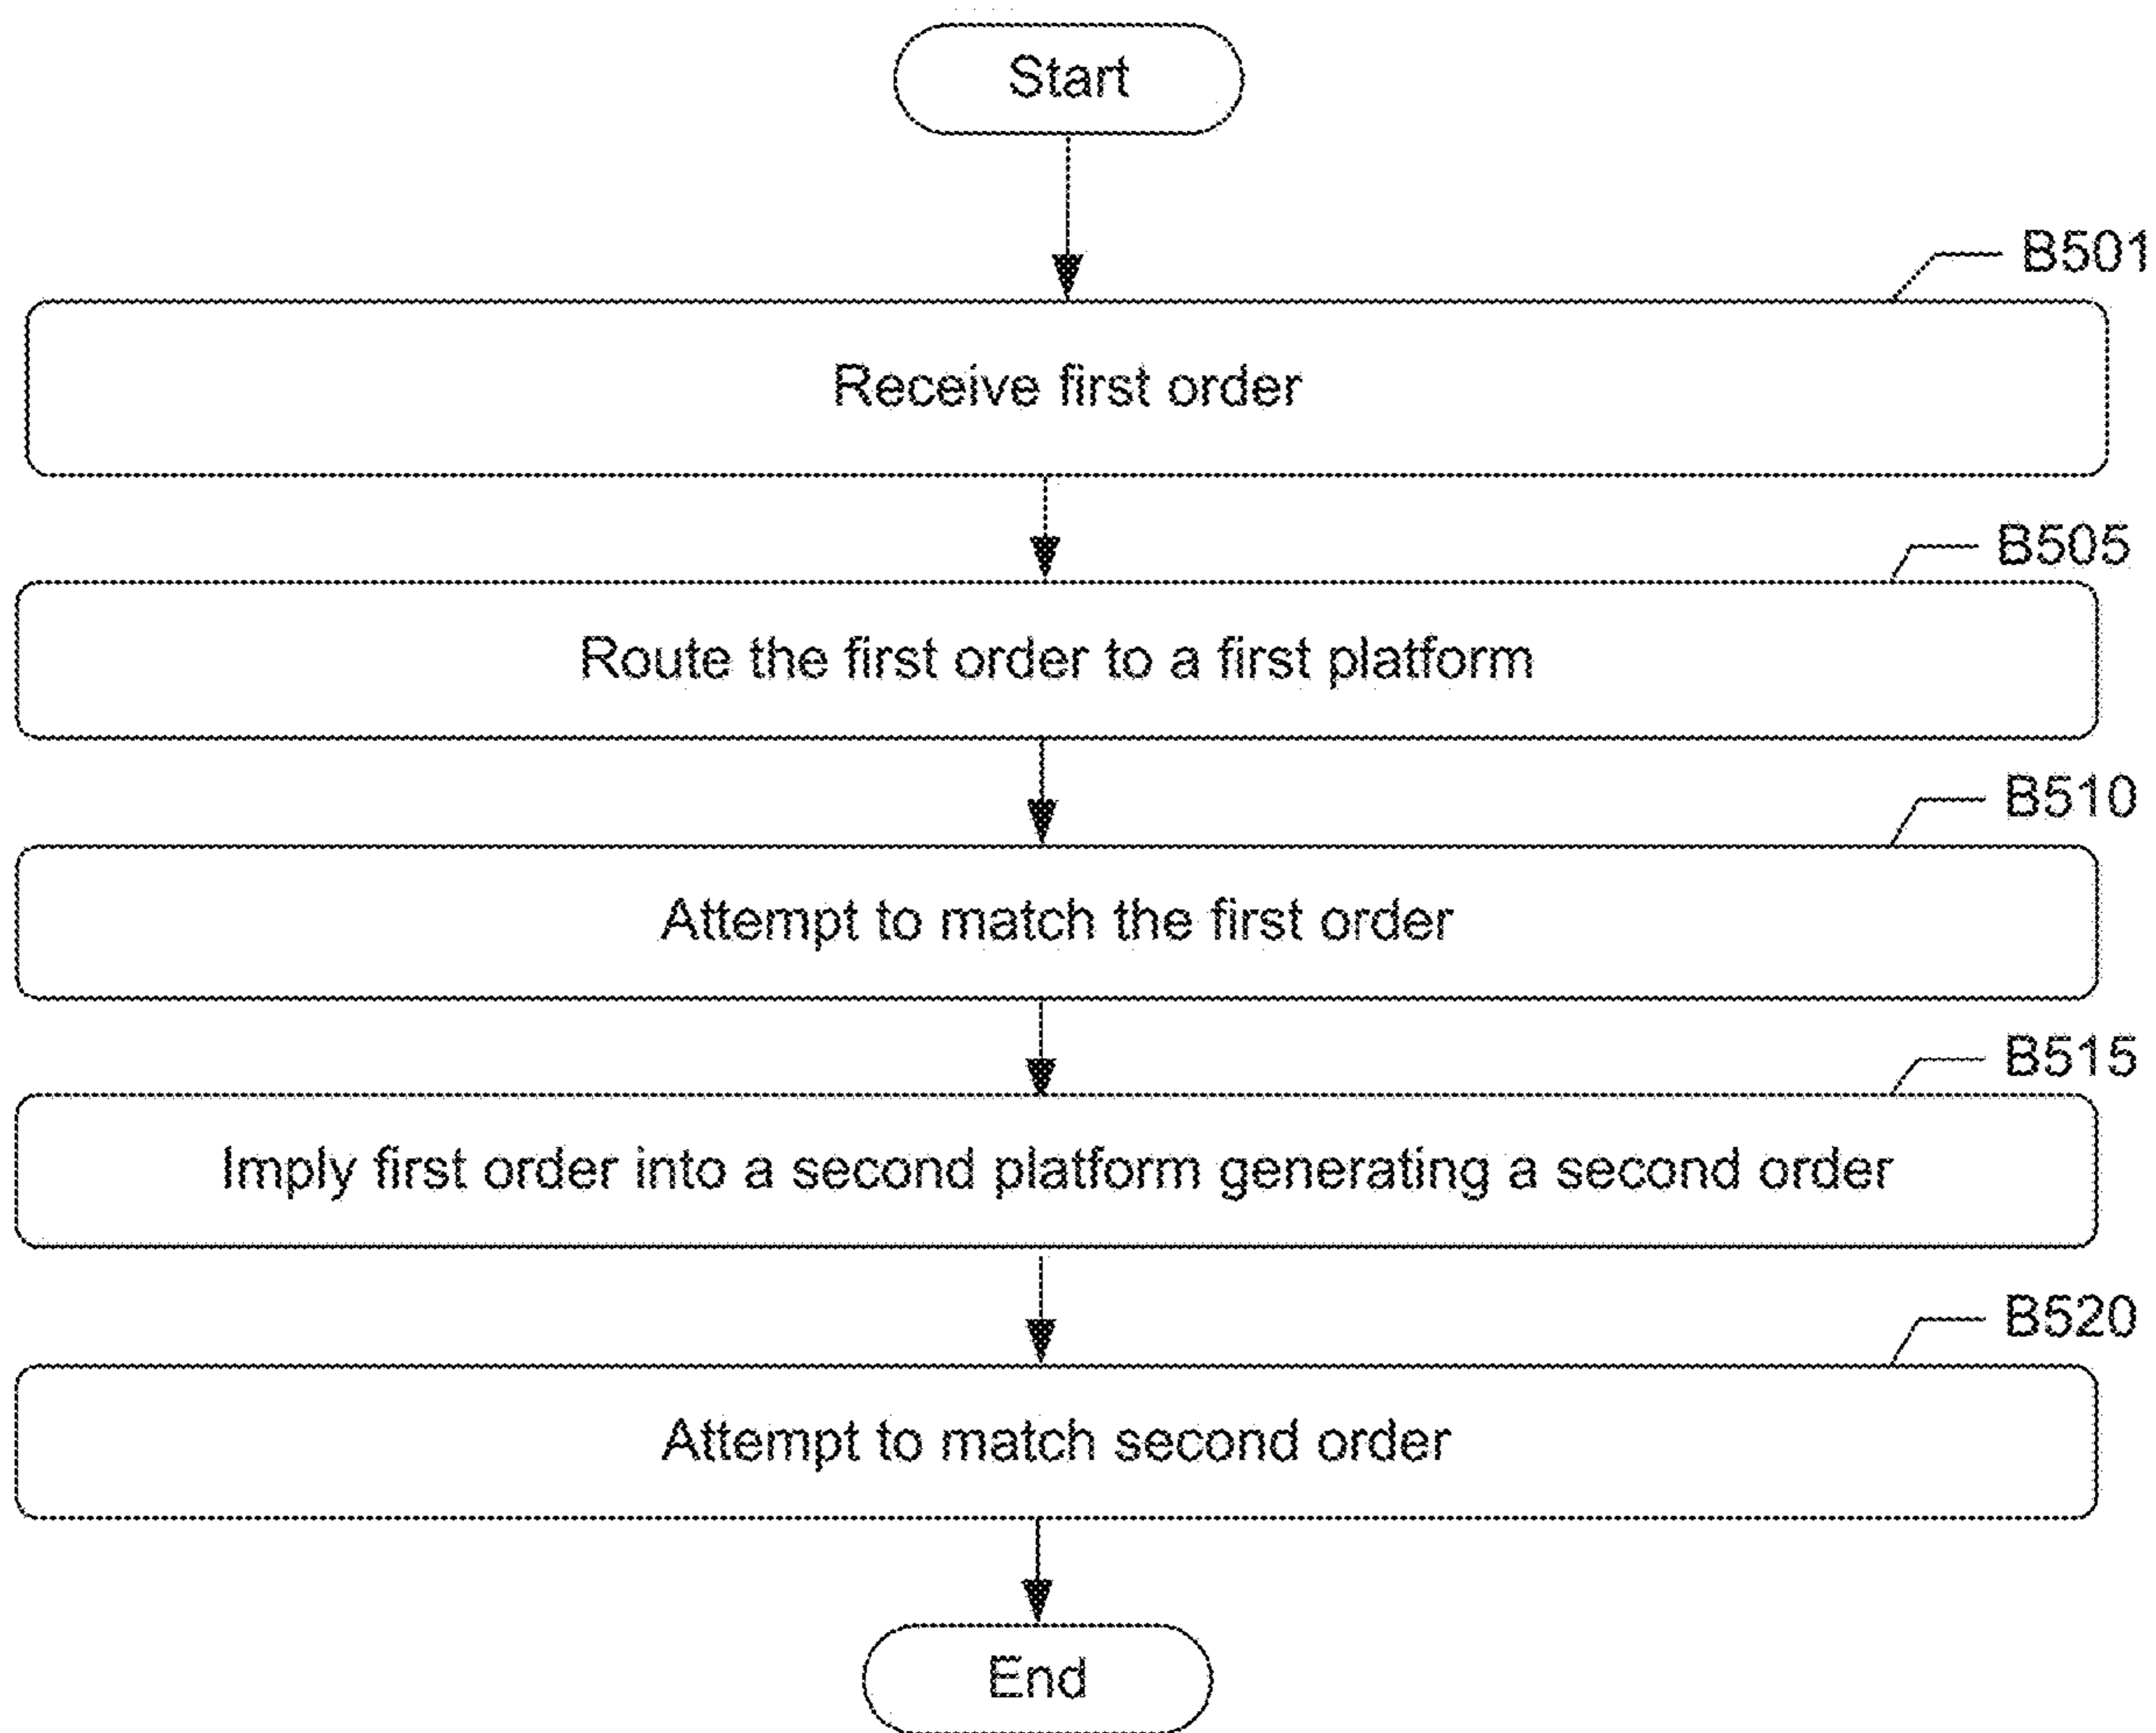 Start
B501
Receive first order
B505
Route the first order to a first platform
B510
Attempt to match the first order
B515
Imply first order into a second platform generating a second order
B520
Attempt to match second order
End